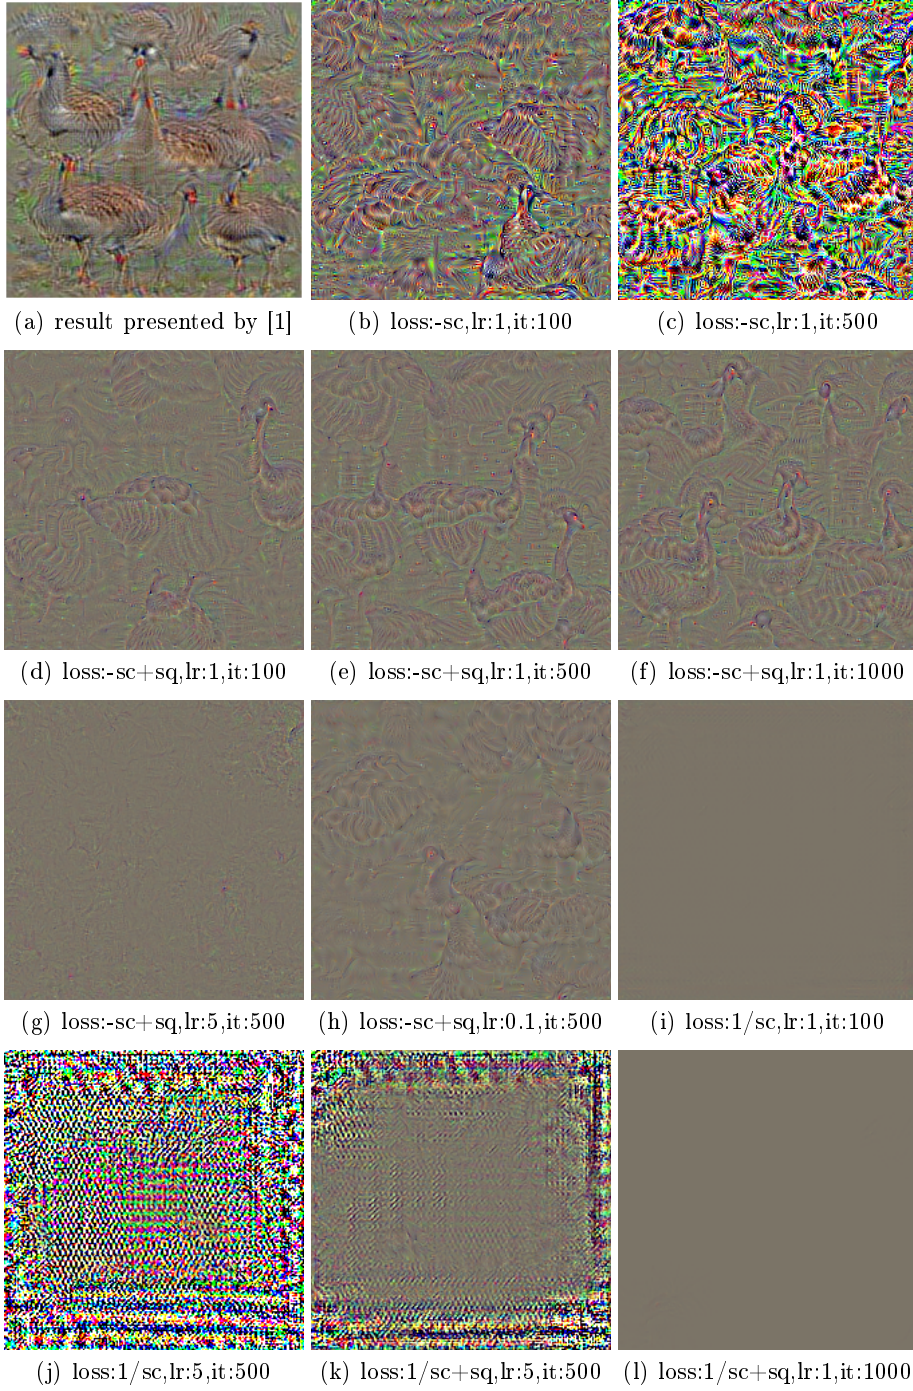 (a) result presented by [1]
(b) loss:-sc,lr:1,it:100
(c) loss:-sc,lr:1,it:500
(d) loss:-sc+sq,lr:1,it:100
(e) loss:-sc+sq,lr:1,it:500
(f) loss:-sc+sq,lr:1,it:1000
(g) loss:-sc+sq,lr:5,it:500
(h) loss:-sc+sq,lr:0.1,it:500
(i) loss:1/sc,lr:1,it:100
(j) loss:1/sc,lr:5,it:500
(k) loss:1/sc+sq,lr:5,it:500
(l) loss:1/sc+sq,lr:1,it:1000